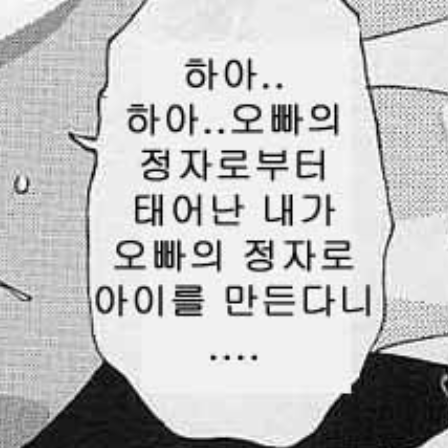 하아..
하아..오빠의
정자로부터
태어난 내가
오빠의 정자로
아이를 만든다니
....